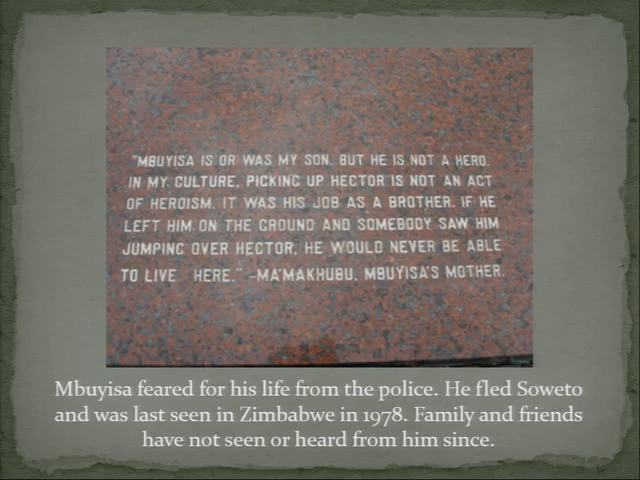 "MBUYISA IS OR WAS MY SON. BUT HE IS NOT A HERO.
IN MY CULTURE, PICKING UP HECTOR IS NOT AN ACT
OF HEROISM. IT WAS HIS JOB AS A BROTHER. IF HE
LEFT HIM ON THE GROUND AND SOMEBODY SAW HIM
JUMPING OVER HECTOR, HE WOULD NEVER BE ABLE
TO LIVE HERE." -MA'MAKHUBU, MBUYISA'S MOTHER.
Mbuyisa feared for his life from the police. He fled Soweto
and was last seen in Zimbabwe in 1978. Family and friends
have not seen or heard from him since.